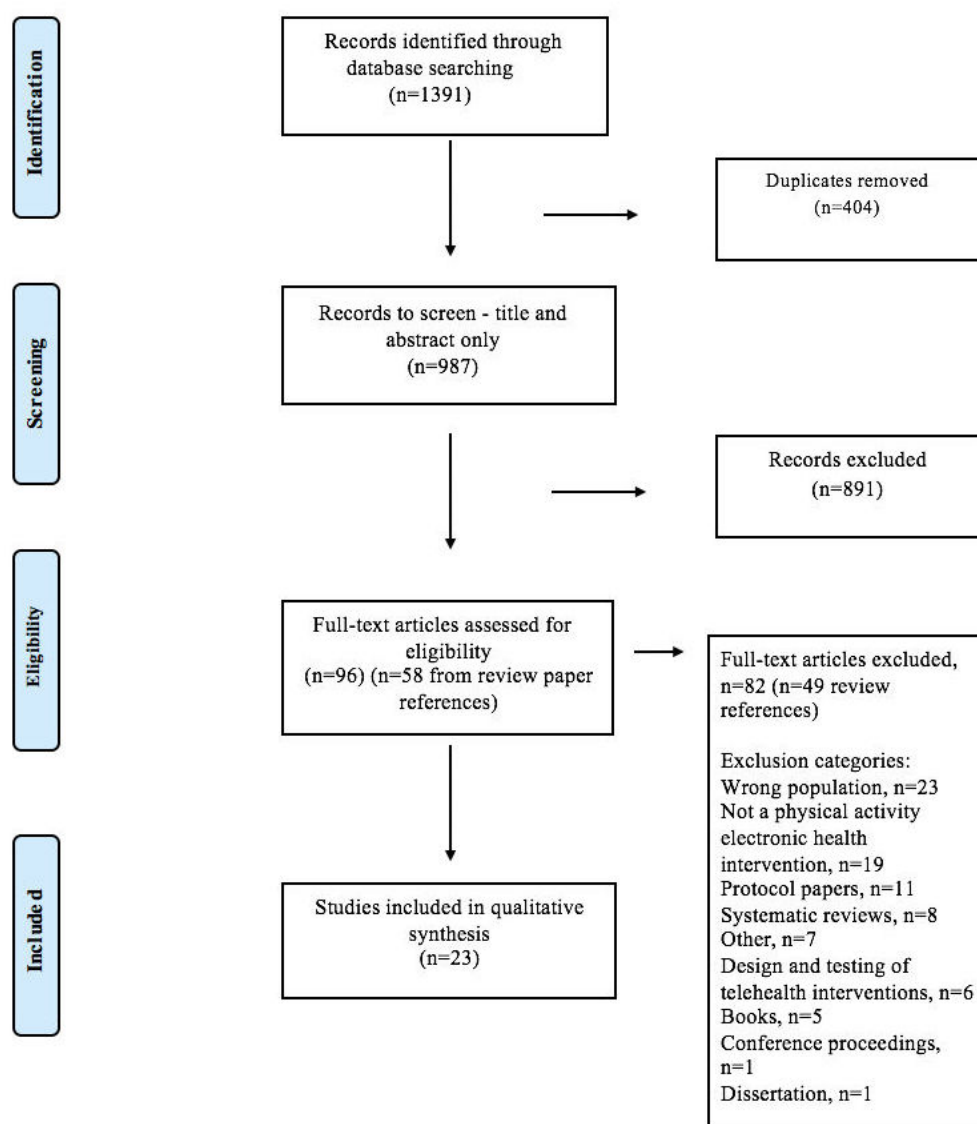 Identification
Records identified through
database searching
(n=1391)
Duplicates removed
(n=404)
Screening
Records to screen - title and
abstract only
(n=987)
Records excluded
(n=891)
Eligibility
Full-text articles assessed for
eligibility
(n=96) (n=58 from review paper
references)
Full-text articles excluded,
n=82 (n=49 review
references)
Exclusion categories:
Wrong population, n=23
Not a physical activity
electronic health
intervention, n=19
Protocol papers, n=11
Systematic reviews, n=8
Other, n=7
Design and testing of
telehealth interventions, n=6
Books, n=5
Conference proceedings,
n=1
Dissertation, n=1
Included
Studies included in qualitative
synthesis
(n=23)